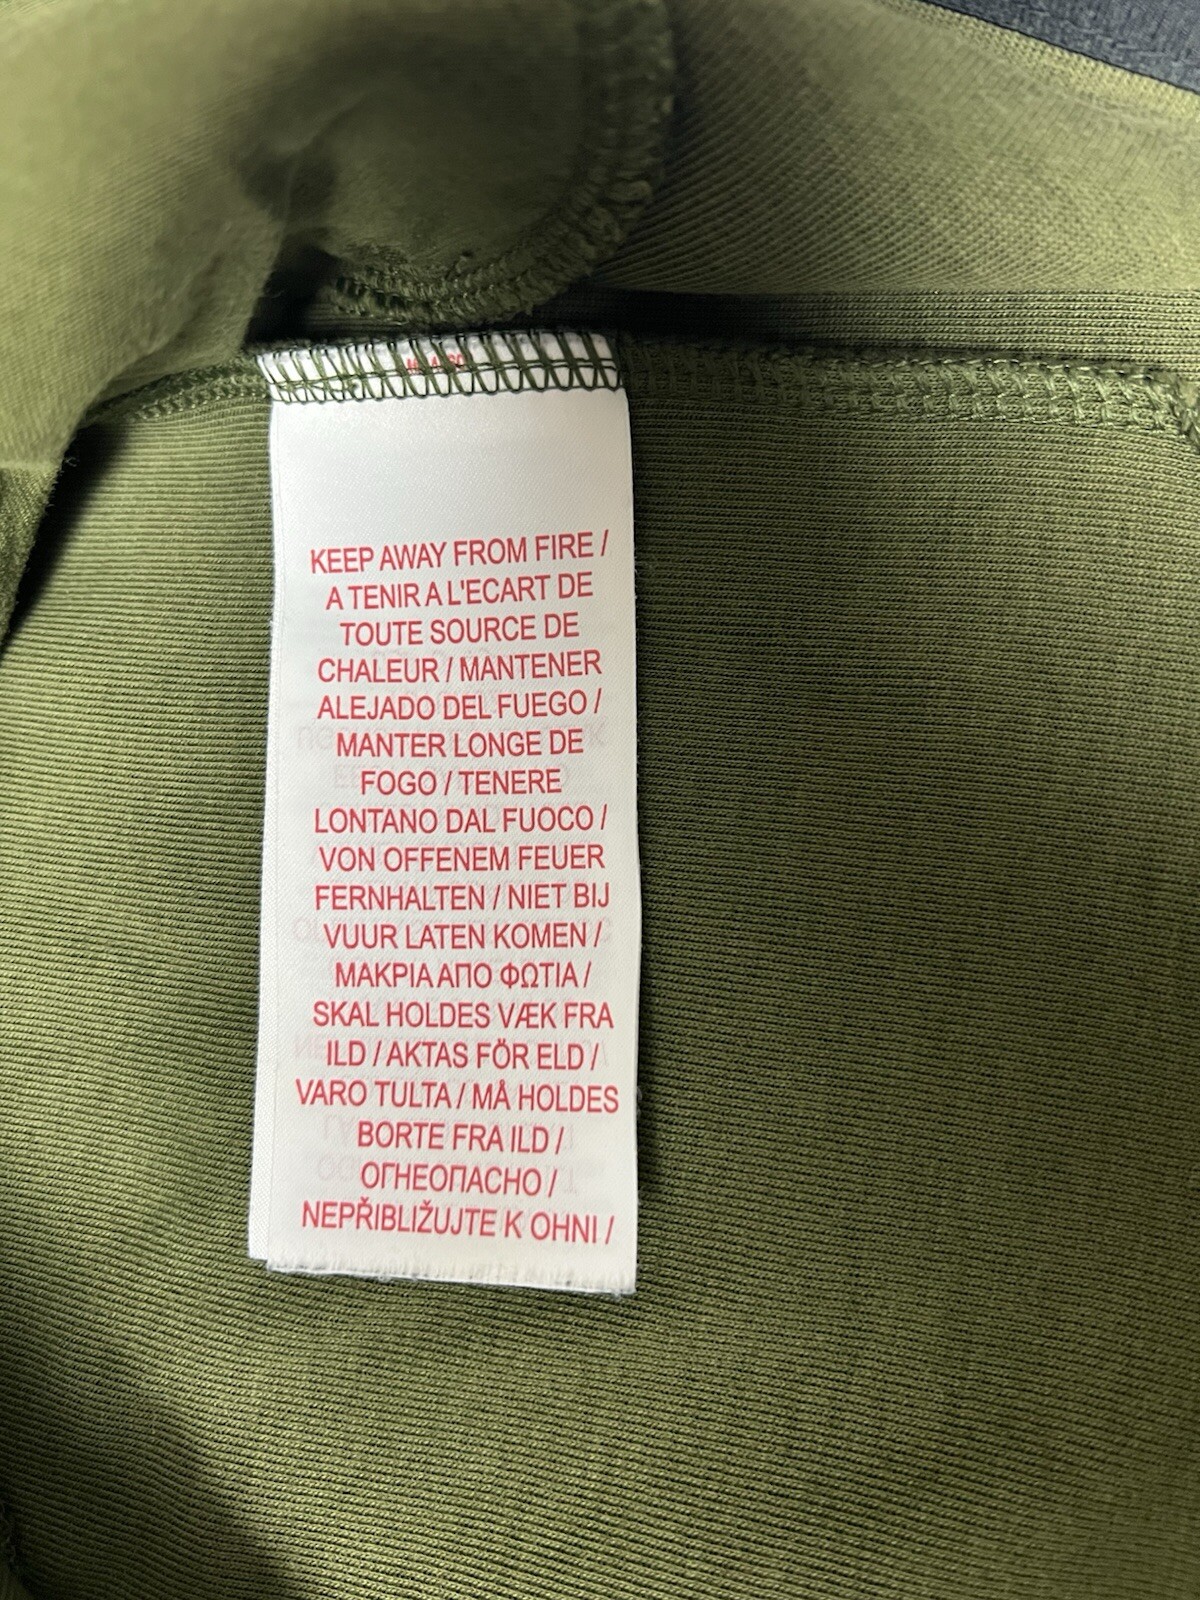 KEEP AWAY FROM FIRE /
A TENIR A L'ECART DE
TOUTE SOURCE DE
CHALEUR / MANTENER
ALEJADO DEL FUEGO /
MANTER LONGE DE
FOGO / TENERE
LONTANO DAL FUOCO /
VON OFFENEM FEUER
FERNHALTEN / NIET BIJ
VUUR LATEN KOMEN /
ΜΑΚΡΙΑ ΑΠΟ ΦΩΤΙΑ /
SKAL HOLDES VÆK FRA
ILD / AKTAS FÖR ELD /
VARO TULTA / MÅ HOLDES
BORTE FRA ILD /
ОГНЕОПАСНО /
NEPŘIBLIŽUJTE K OHNI /